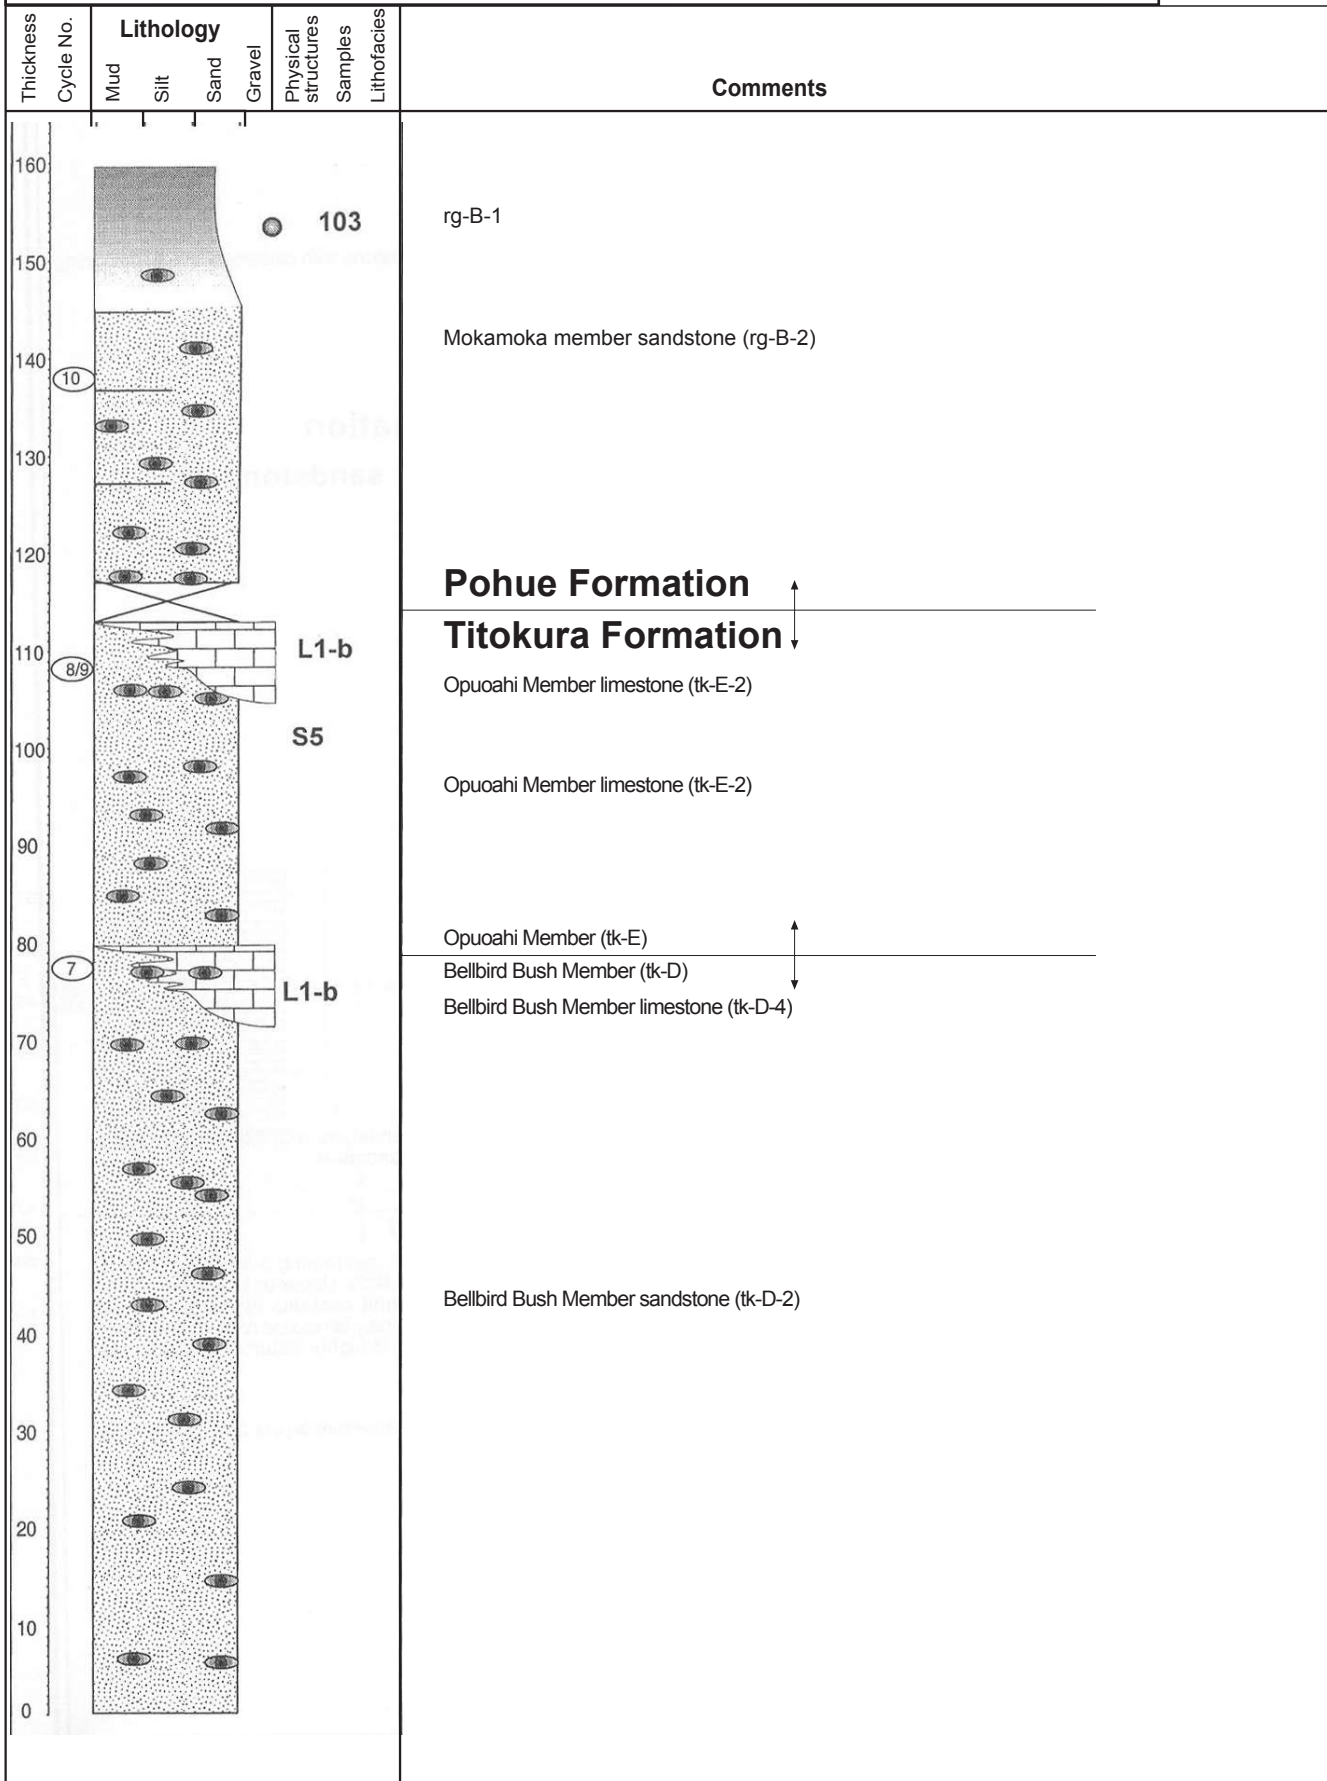 Thickness
Cycle No.
Lithology
Mud
Silt
Sand
Gravel
Physical structures
Samples
Lithofacies
Comments
160
103
rg-B-1
150
Mokamoka member sandstone (rg-B-2)
140
10
130
120
Pohue Formation
Titokura Formation
110
L1-b
8/9
Opuoahi Member limestone (tk-E-2)
100
S5
Opuoahi Member limestone (tk-E-2)
90
80
Opuoahi Member (tk-E)
7
Bellbird Bush Member (tk-D)
L1-b
Bellbird Bush Member limestone (tk-D-4)
70
60
50
Bellbird Bush Member sandstone (tk-D-2)
40
30
20
10
0